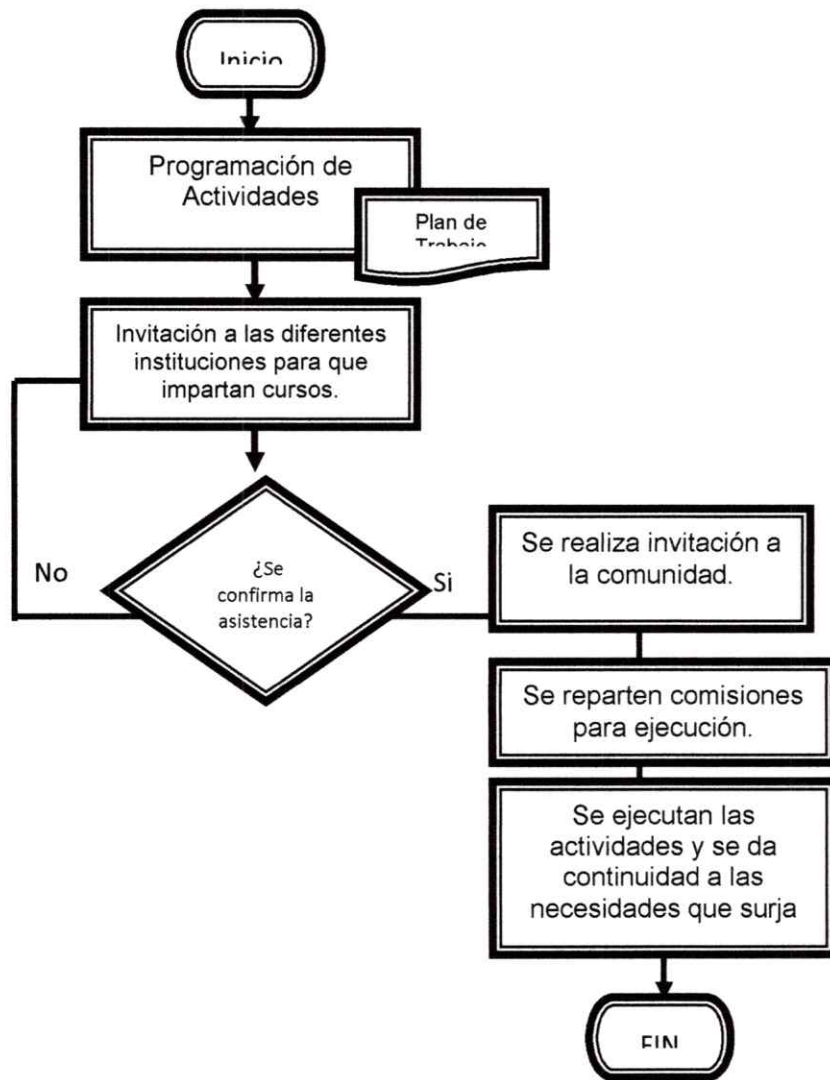 Inicio
Programación de
Actividades
Plan de
Trabajo
Invitación a las diferentes
instituciones para que
impartan cursos.
¿Se
confirma la
asistencia?
No
Si
Se realiza invitación a
la comunidad.
Se reparten comisiones
para ejecución.
Se ejecutan las
actividades y se da
continuidad a las
necesidades que surja
FIN